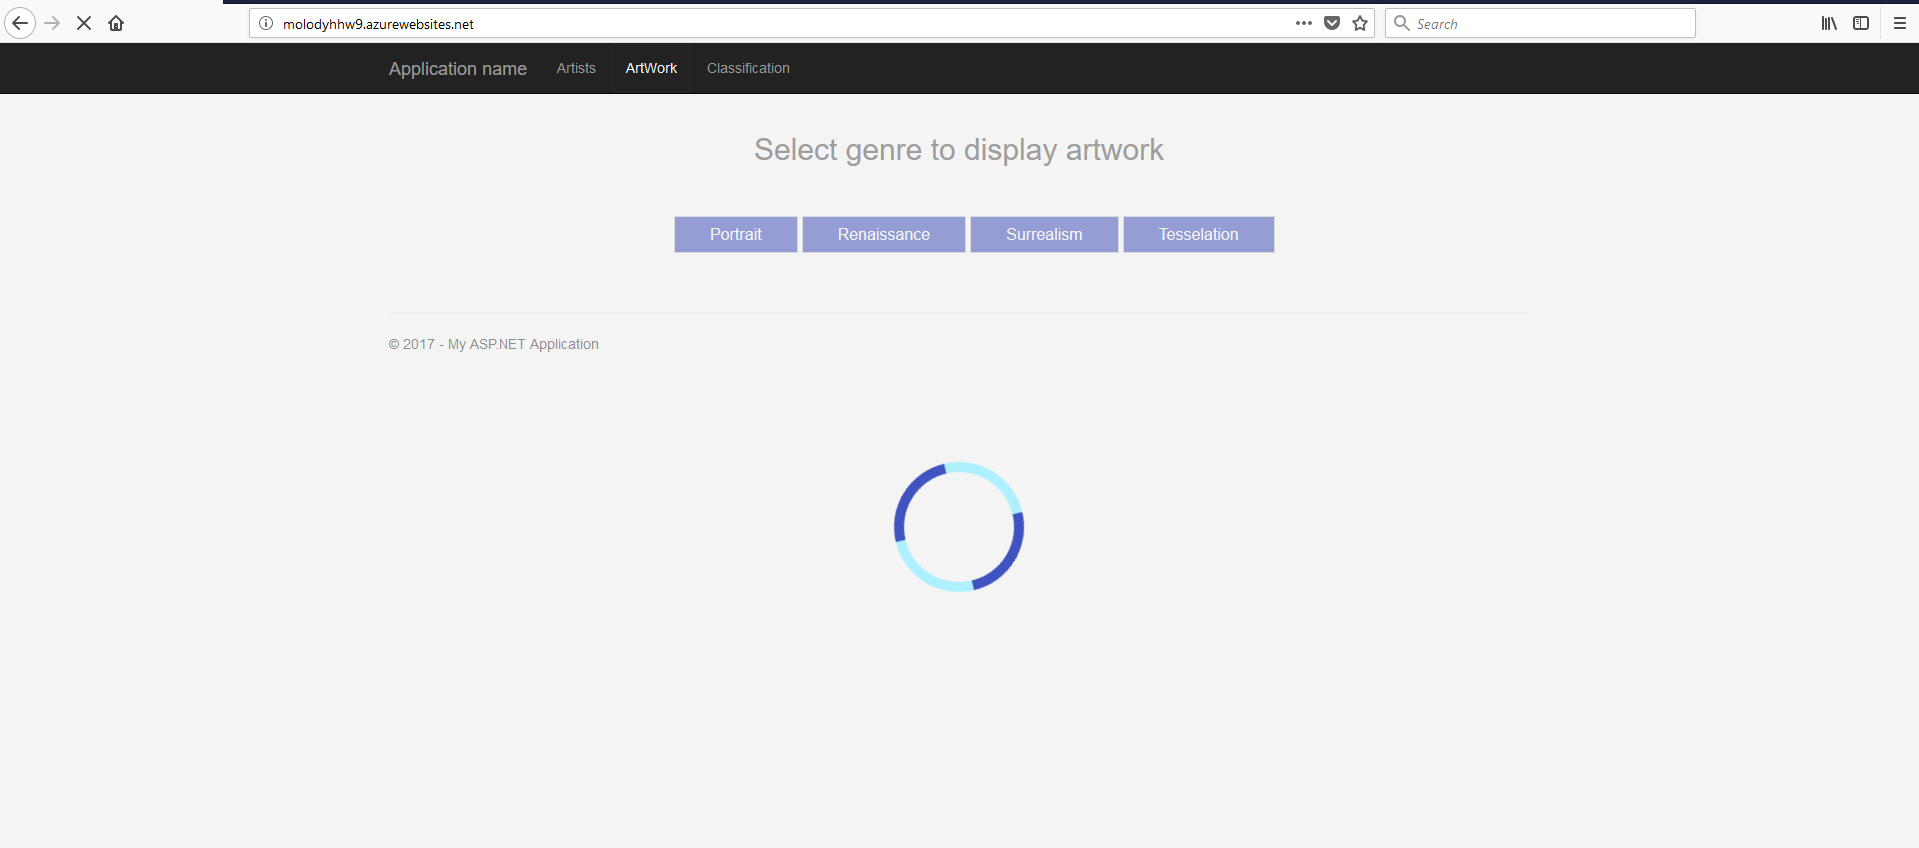 molodyhhw9.azurewebsites.net
Search
Application name Artists ArtWork Classification
Select genre to display artwork
Portrait Renaissance Surrealism Tesselation
© 2017 - My ASP.NET Application